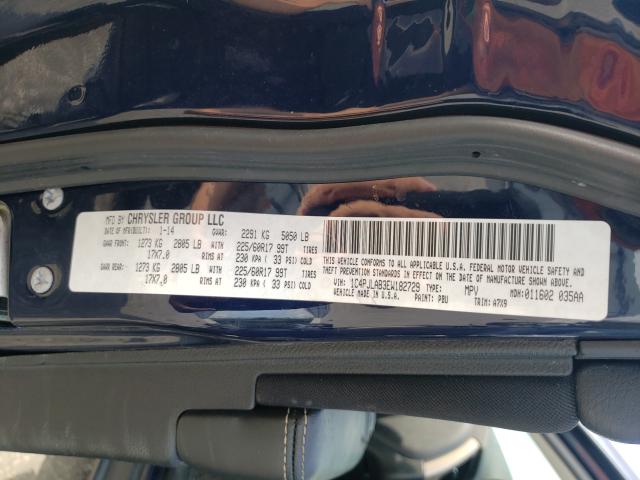 MFD BY CHRYSLER GROUP LLC
DATE OF MFR(BUILT): 1-14 GVWR: 2291 KG 5050 LB
GWR FRONT: 1273 KG 2805 LB WITH 225/60R17 99T TIRES
17X7.0 RIMS AT 230 KPA ( 33 PSI) COLD
GWR REAR: 1273 KG 2805 LB WITH 225/60R17 99T TIRES
17X7.0 RIMS AT 230 KPA ( 33 PSI) COLD
THIS VEHICLE CONFORMS TO ALL APPLICABLE U.S.A. FEDERAL MOTOR VEHICLE SAFETY AND
THEFT PREVENTION STANDARDS IN EFFECT ON THE DATE OF MANUFACTURE SHOWN ABOVE.
VIN: 1C4PJLAB3EW182729 TYPE: MPV MDH: 011602 035AA
VEHICLE MADE IN U.S.A. PAINT: PBU TRIM: A7X9